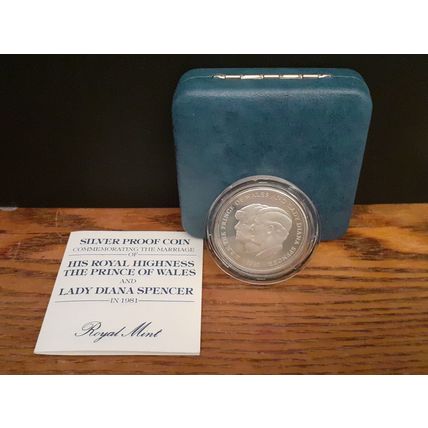 SILVER PROOF COIN
COMMEMORATING THE MARRIAGE
OF
HIS ROYAL HIGHNESS
THE PRINCE OF WALES
AND
LADY DIANA SPENCER
IN 1981
Royal Mint
THE PRINCE OF WALES AND LADY DIANA SPENCER